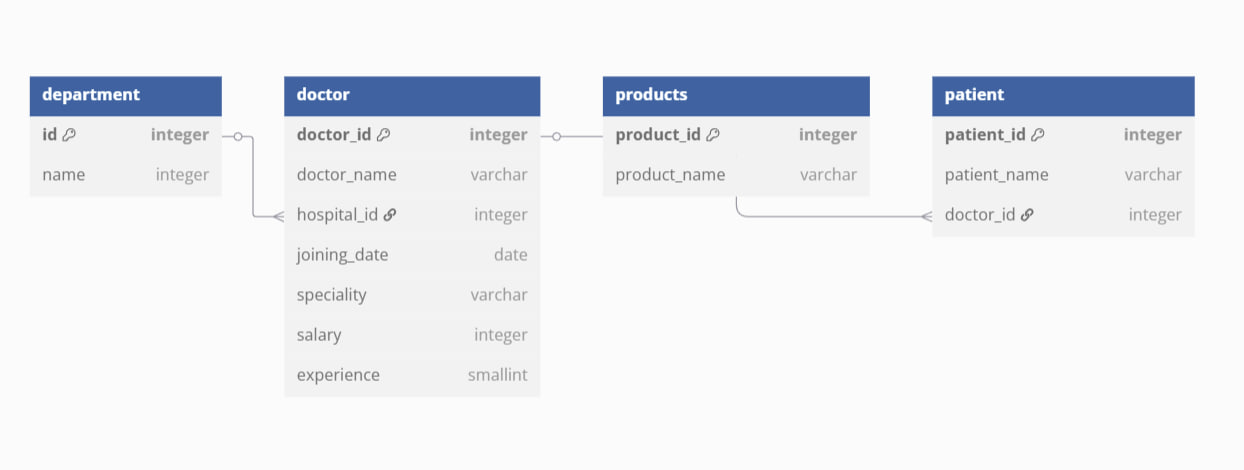 department
id integer
name integer
doctor
doctor_id integer
doctor_name varchar
hospital_id integer
joining_date date
speciality varchar
salary integer
experience smallint
products
product_id integer
product_name varchar
patient
patient_id integer
patient_name varchar
doctor_id integer